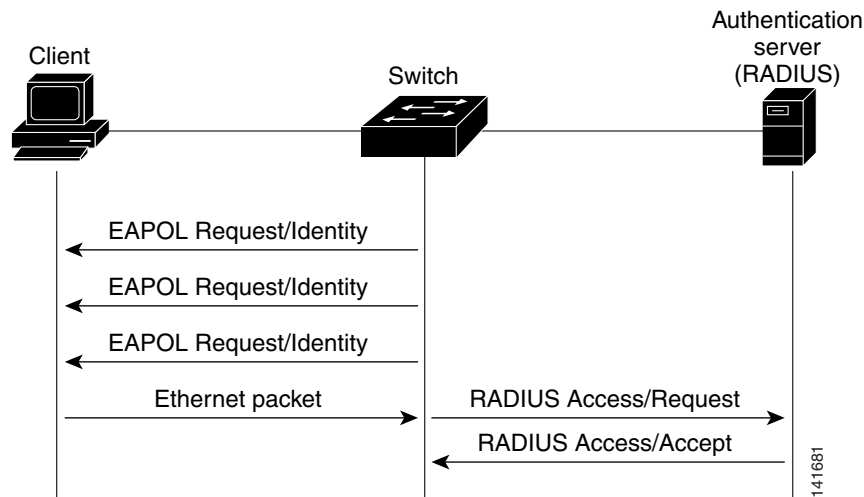 Authentication
server
(RADIUS)
Client
Switch
EAPOL Request/Identity
EAPOL Request/Identity
EAPOL Request/Identity
Ethernet packet
RADIUS Access/Request
RADIUS Access/Accept
141681